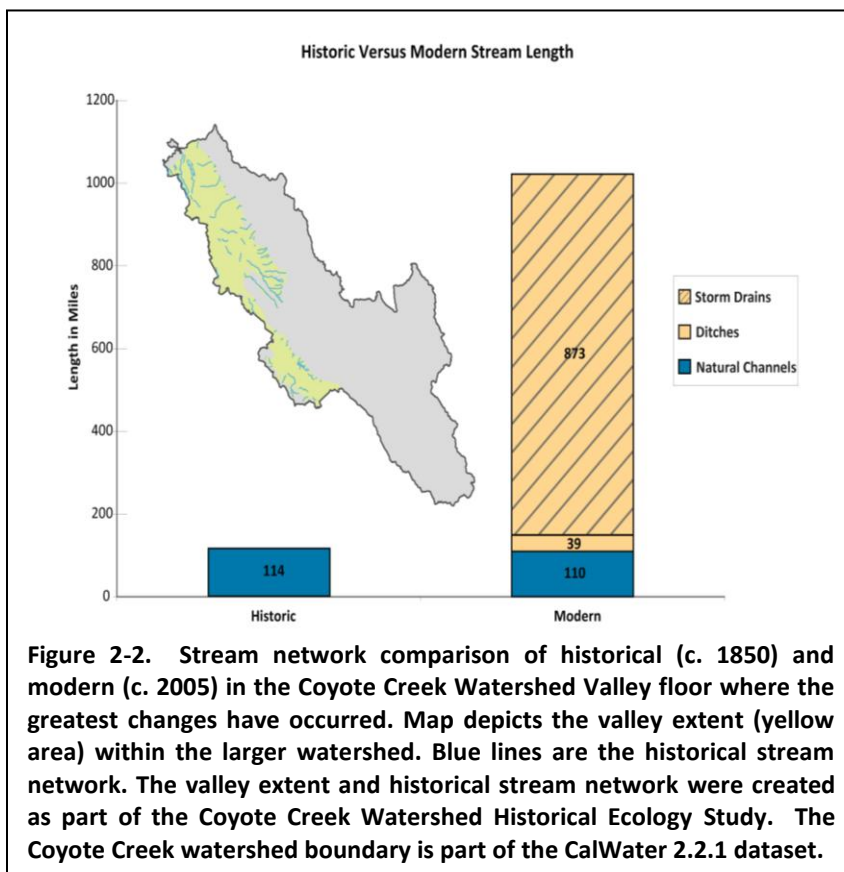 Historic Versus Modern Stream Length
Length in Miles
1200
1000
800
600
400
200
0
114
873
39
110
Historic
Modern
Storm Drains
Ditches
Natural Channels
Figure 2-2. Stream network comparison of historical (c. 1850) and
modern (c. 2005) in the Coyote Creek Watershed Valley floor where the
greatest changes have occurred. Map depicts the valley extent (yellow
area) within the larger watershed. Blue lines are the historical stream
network. The valley extent and historical stream network were created
as part of the Coyote Creek Watershed Historical Ecology Study. The
Coyote Creek watershed boundary is part of the CalWater 2.2.1 dataset.